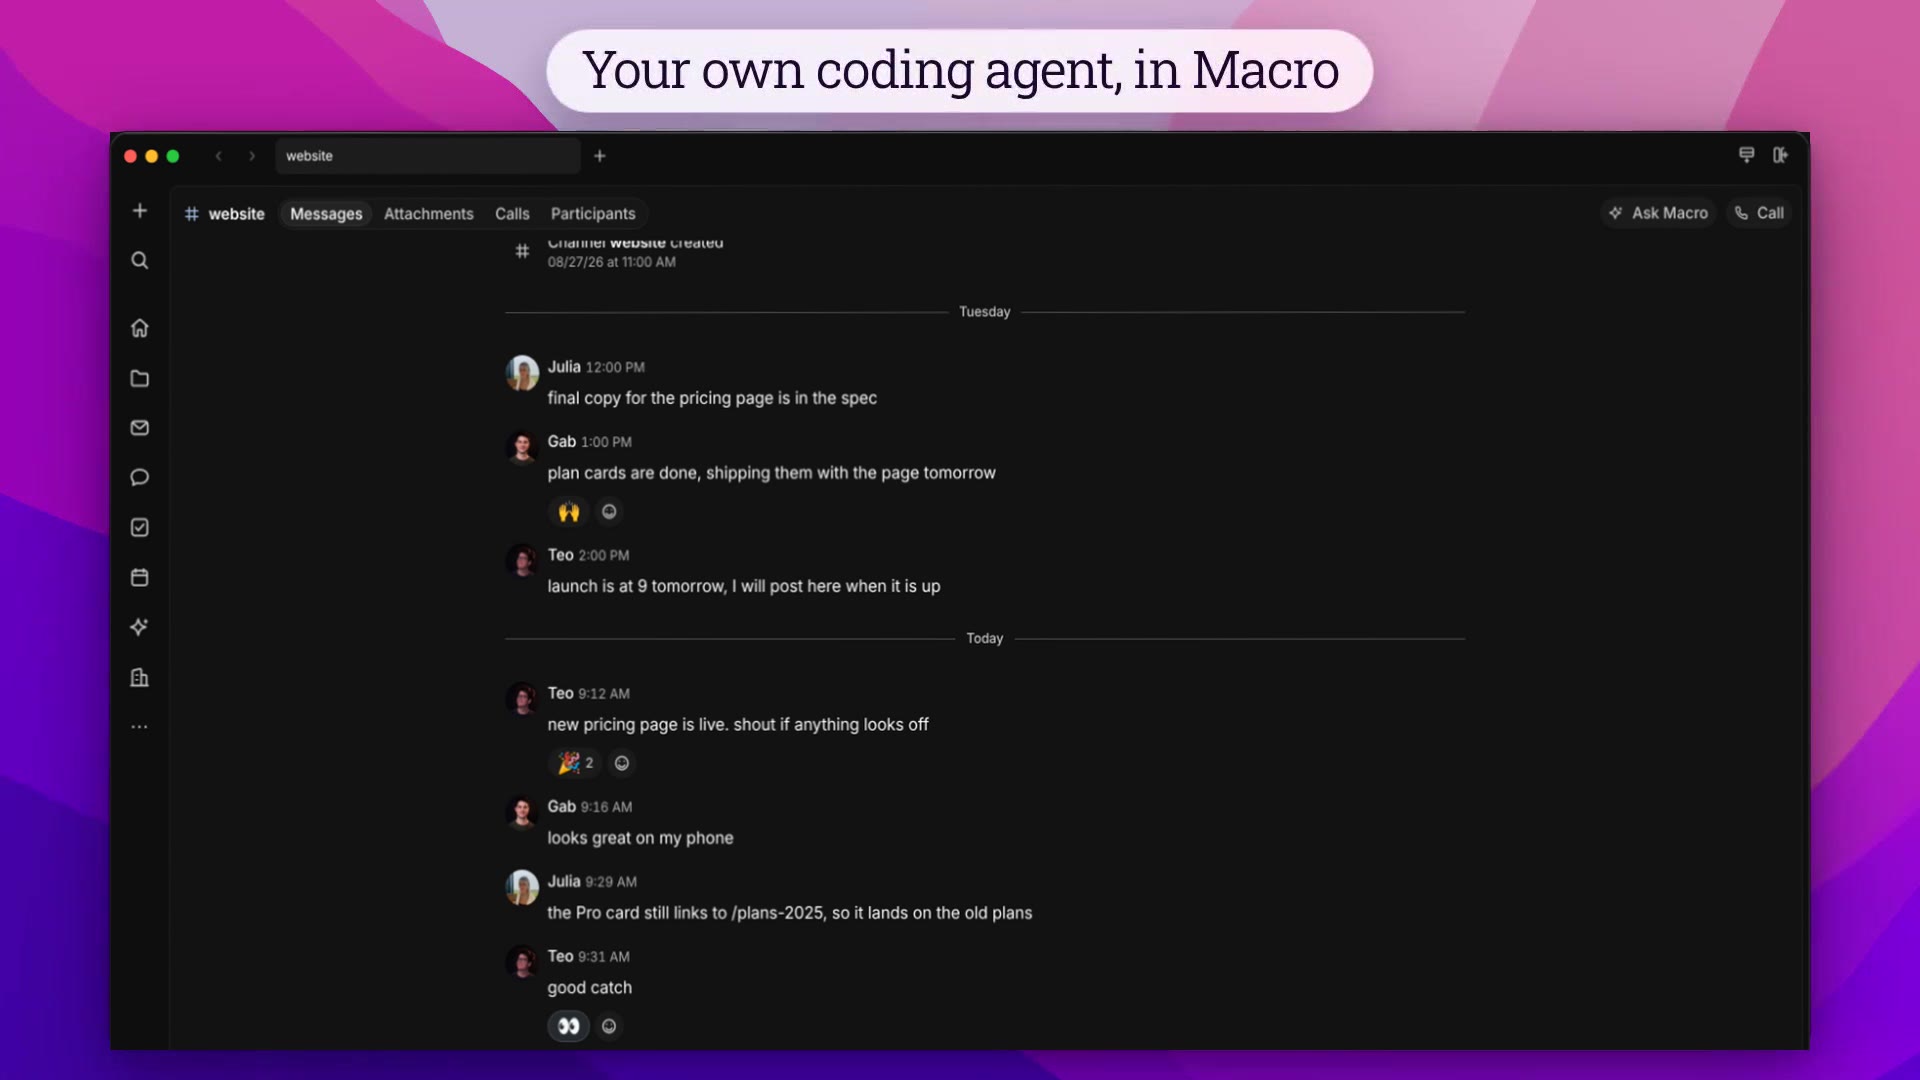 Your own coding agent, in Macro
website
website
Messages
Attachments
Calls
Participants
Ask Macro
Call
Channel website created
08/27/26 at 11:00 AM
Tuesday
Julia 12:00 PM
final copy for the pricing page is in the spec
Gab 1:00 PM
plan cards are done, shipping them with the page tomorrow
Teo 2:00 PM
launch is at 9 tomorrow, I will post here when it is up
Today
Teo 9:12 AM
new pricing page is live. shout if anything looks off
2
Gab 9:16 AM
looks great on my phone
Julia 9:29 AM
the Pro card still links to /plans-2025, so it lands on the old plans
Teo 9:31 AM
good catch